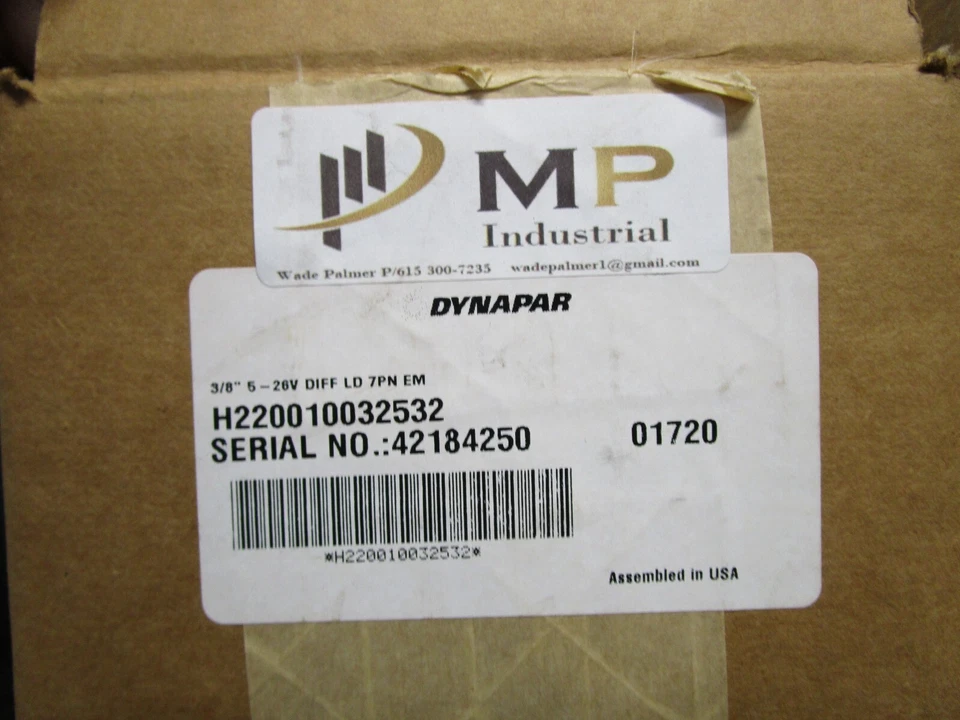 MP
Industrial
Wade Palmer P/615 300-7235 wadepalmer1@gmail.com
DYNAPAR
3/8" 5-26V DIFF LD 7PN EM
H220010032532
SERIAL NO.:42184250 01720
*H220010032532*
Assembled in USA